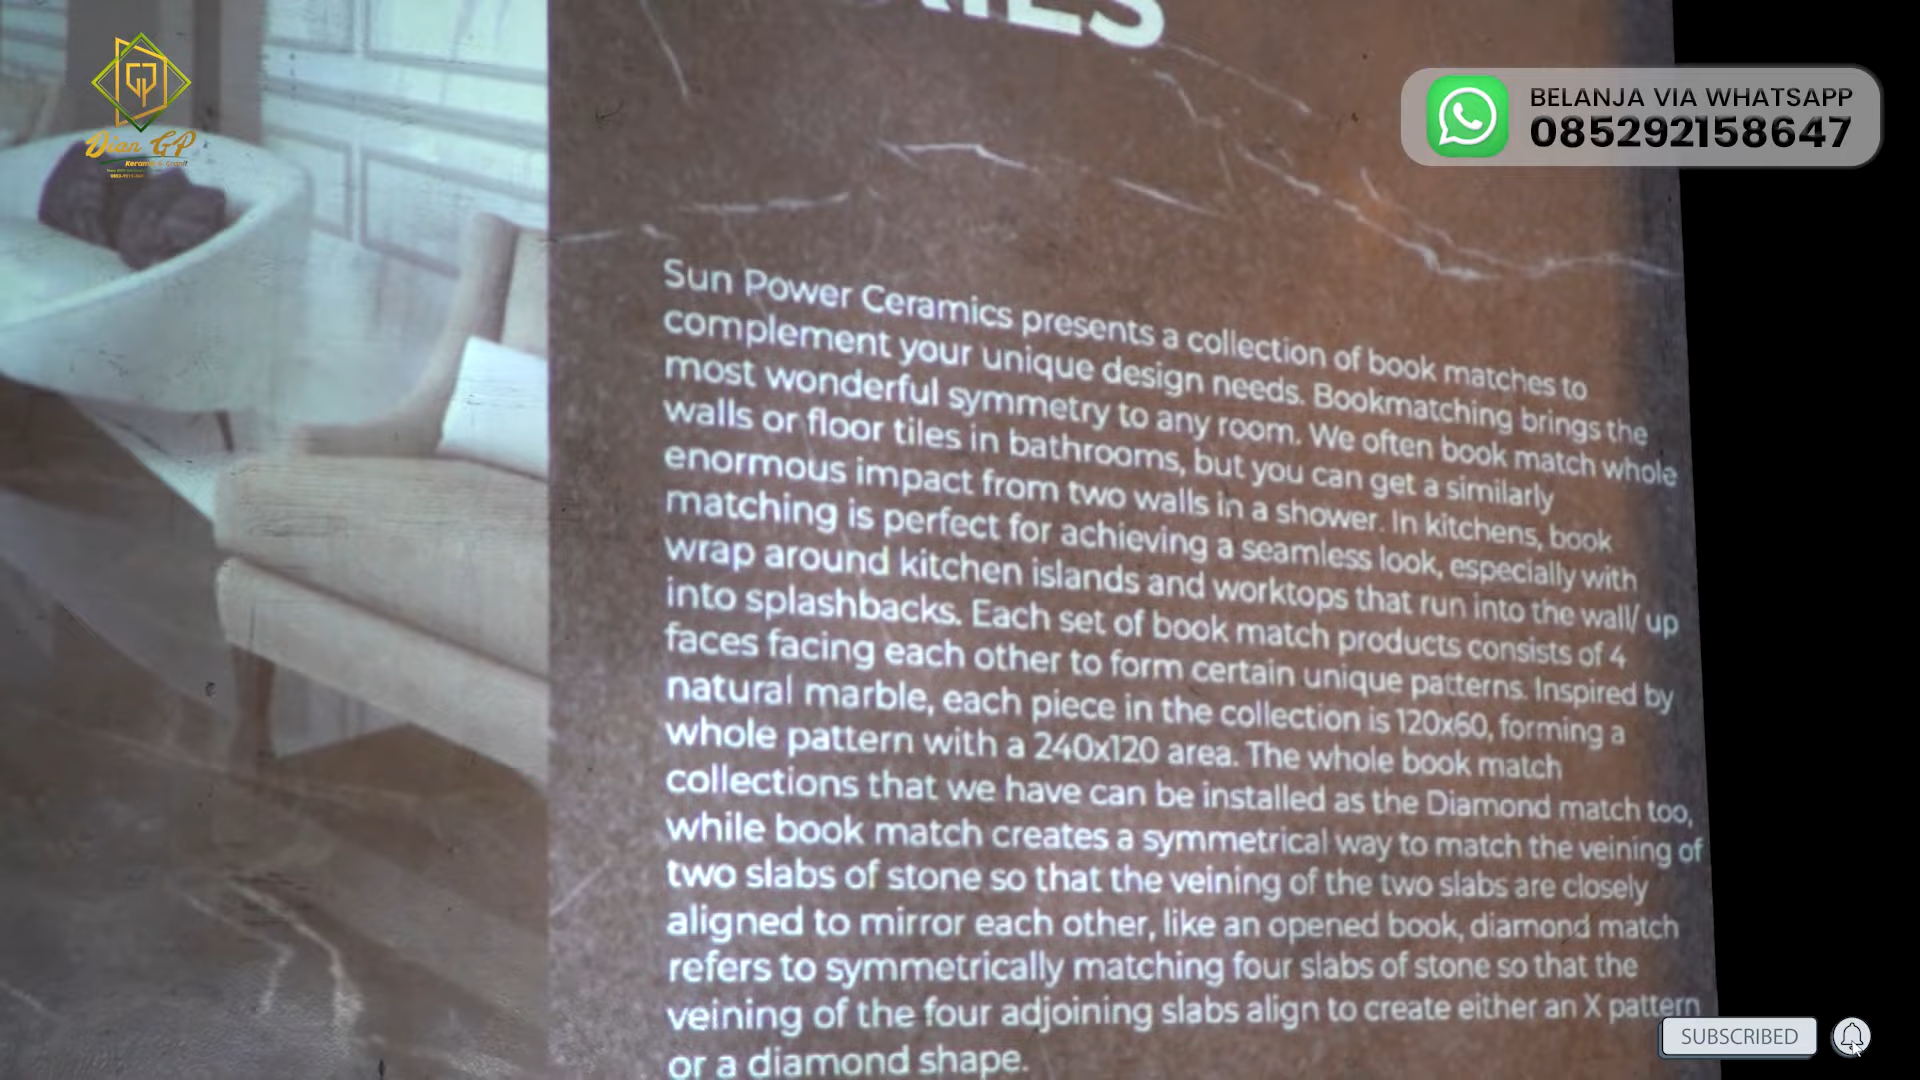 Dian GP
BELANJA VIA WHATSAPP
085292158647
Sun Power Ceramics presents a collection of book matches to
complement your unique design needs. Bookmatching brings the
most wonderful symmetry to any room. We often book match whole
walls or floor tiles in bathrooms, but you can get a similarly
enormous impact from two walls in a shower. In kitchens, book
matching is perfect for achieving a seamless look, especially with
wrap around kitchen islands and worktops that run into the wall/ up
into splashbacks. Each set of book match products consists of 4
faces facing each other to form certain unique patterns. Inspired by
natural marble, each piece in the collection is 120x60, forming a
whole pattern with a 240x120 area. The whole book match
collections that we have can be installed as the Diamond match too,
while book match creates a symmetrical way to match the veining of
two slabs of stone so that the veining of the two slabs are closely
aligned to mirror each other, like an opened book, diamond match
refers to symmetrically matching four slabs of stone so that the
veining of the four adjoining slabs align to create either an X pattern
or a diamond shape.
SUBSCRIBED